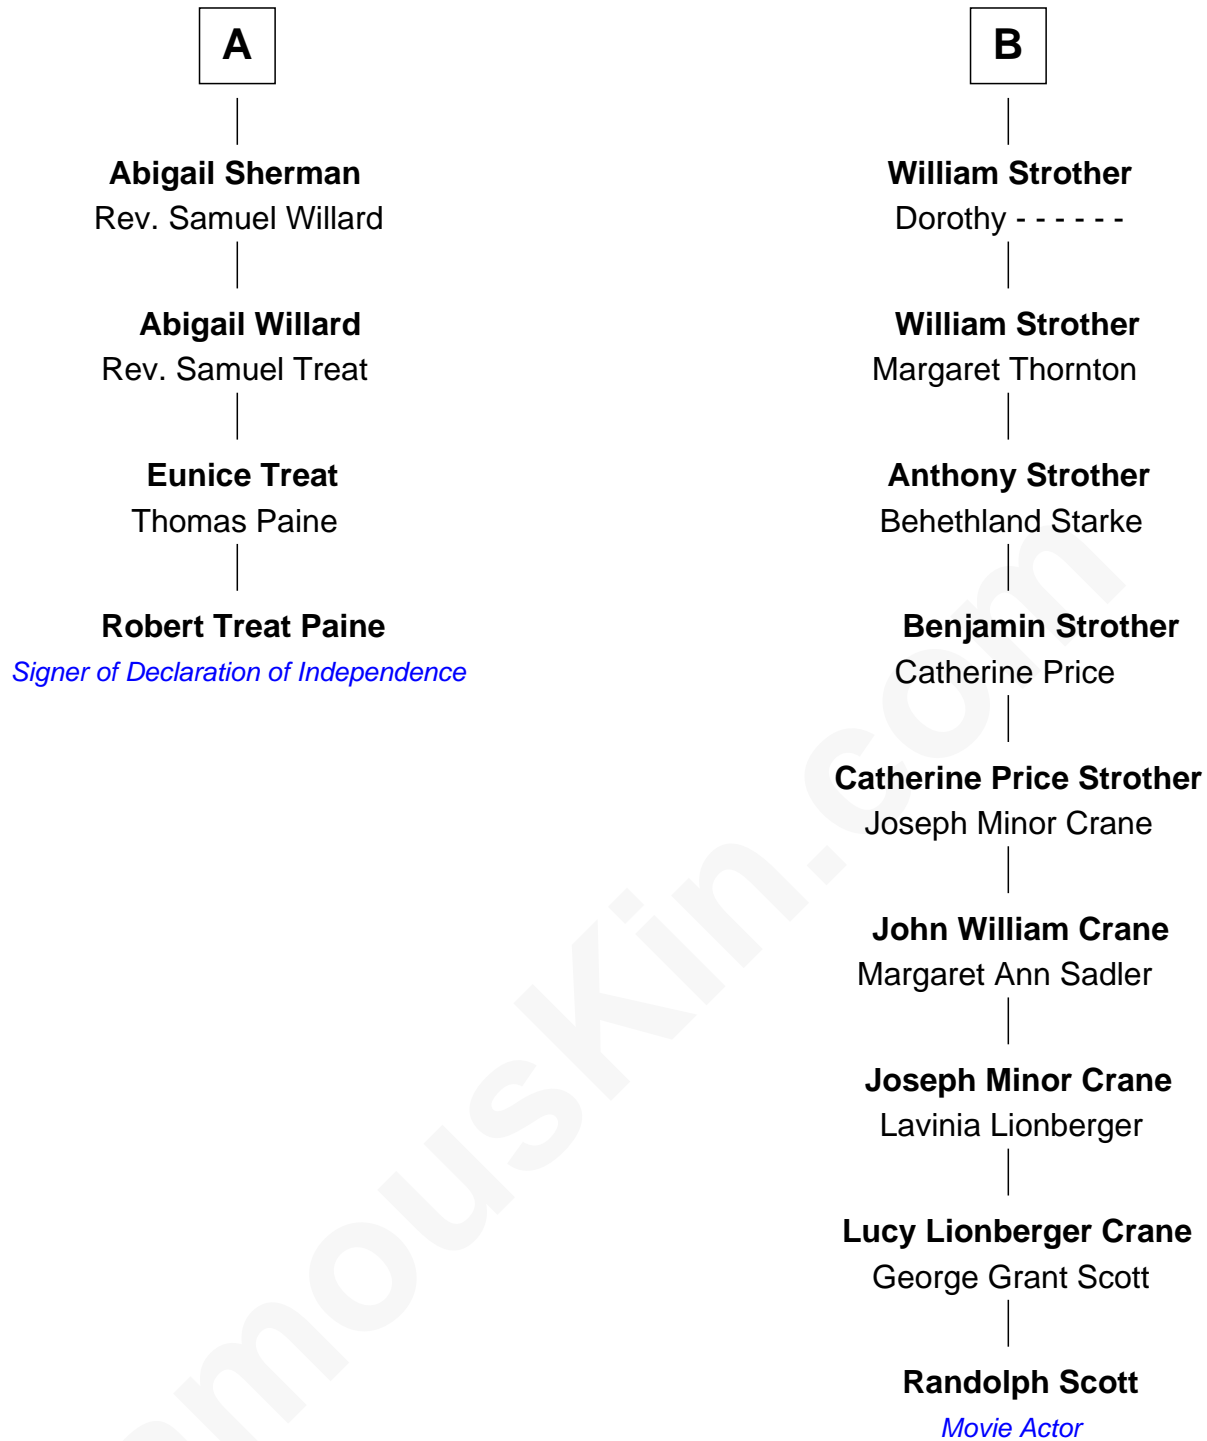 A
Abigail Sherman
Rev. Samuel Willard
Abigail Willard
Rev. Samuel Treat
Eunice Treat
Thomas Paine
Robert Treat Paine
Signer of Declaration of Independence
B
William Strother
Dorothy - - - - - -
William Strother
Margaret Thornton
Anthony Strother
Behethland Starke
Benjamin Strother
Catherine Price
Catherine Price Strother
Joseph Minor Crane
John William Crane
Margaret Ann Sadler
Joseph Minor Crane
Lavinia Lionberger
Lucy Lionberger Crane
George Grant Scott
Randolph Scott
Movie Actor
amouskin.com